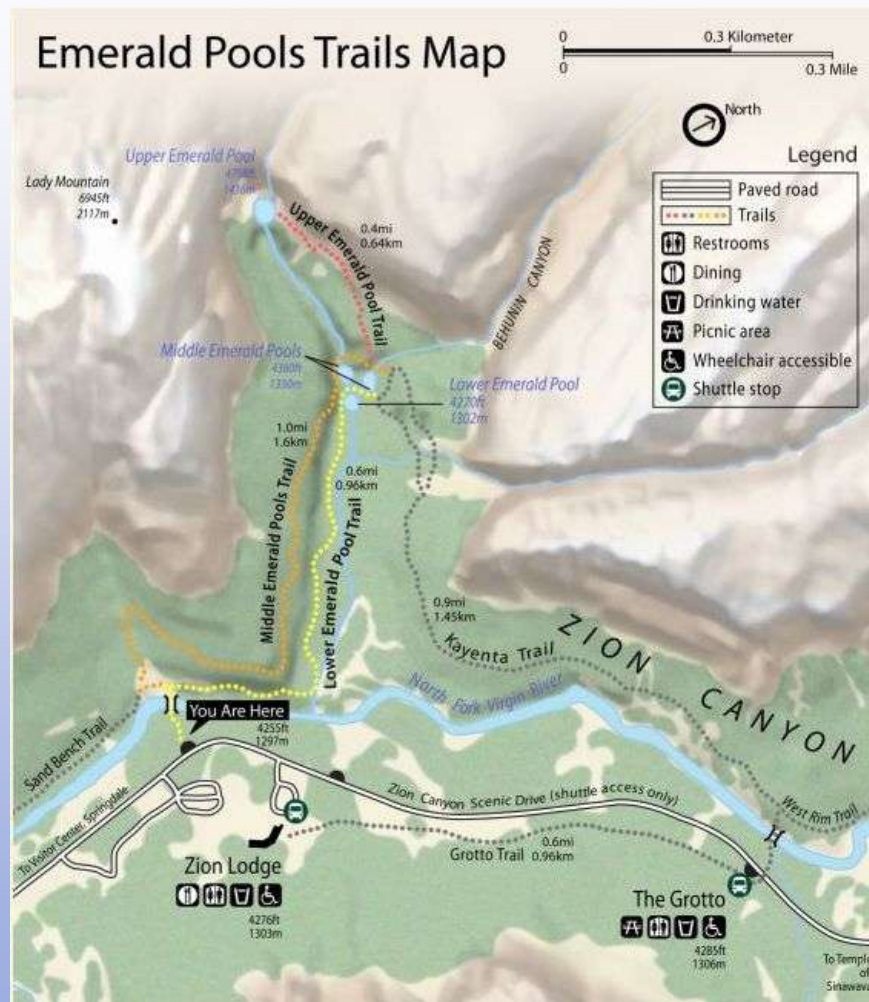 Emerald Pools Trails Map
0 0.3 Kilometer
0 0.3 Mile
North
Legend
Paved road
Trails
Restrooms
Dining
Drinking water
Picnic area
Wheelchair accessible
Shuttle stop
Upper Emerald Pool
1416m
Lady Mountain
6945ft
2117m
Upper Emerald Pool Trail
0.4mi
0.64km
BEHUNIN CANYON
Middle Emerald Pools
4380ft
Lower Emerald Pool
4270ft
1302m
1.0mi
1.6km
Middle Emerald Pools Trail
0.6mi
0.96km
Lower Emerald Pool Trail
0.9mi
1.45km
Kayenta Trail
ZION
CANYON
North Fork Virgin River
You Are Here
4255ft
1297m
Sand Bench Trail
To Visitor Center, Springdale
Zion Canyon Scenic Drive (shuttle access only)
West Rim Trail
0.6mi
0.96km
Grotto Trail
Zion Lodge
4276ft
1303m
The Grotto
4285ft
1306m
To Temple
of
Sinawava